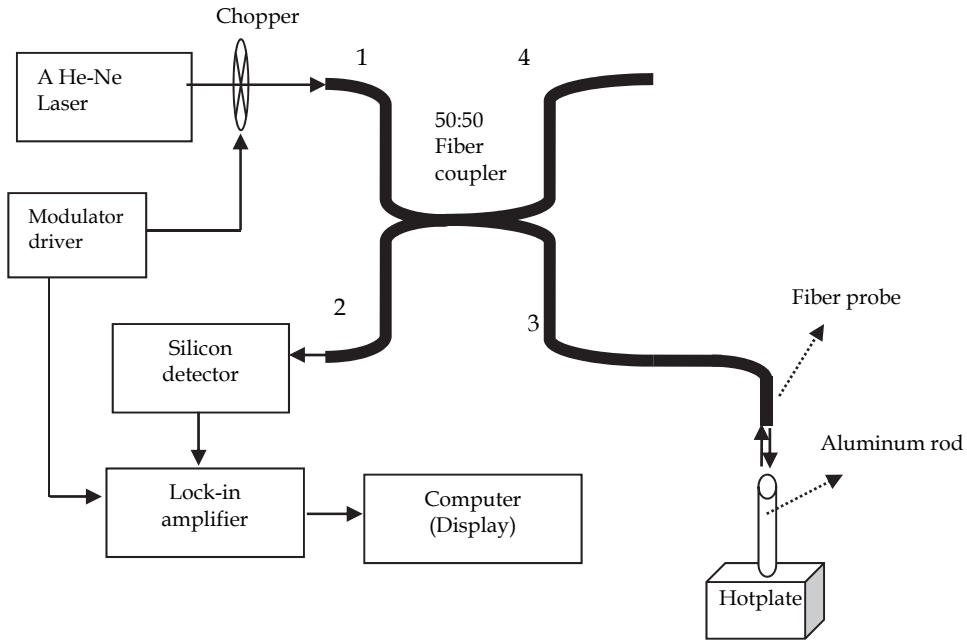 Chopper
A He-Ne
Laser
1
4
50:50
Fiber
coupler
Modulator
driver
2
3
Fiber probe
Silicon
detector
Aluminum rod
Lock-in
amplifier
Computer
(Display)
Hotplate